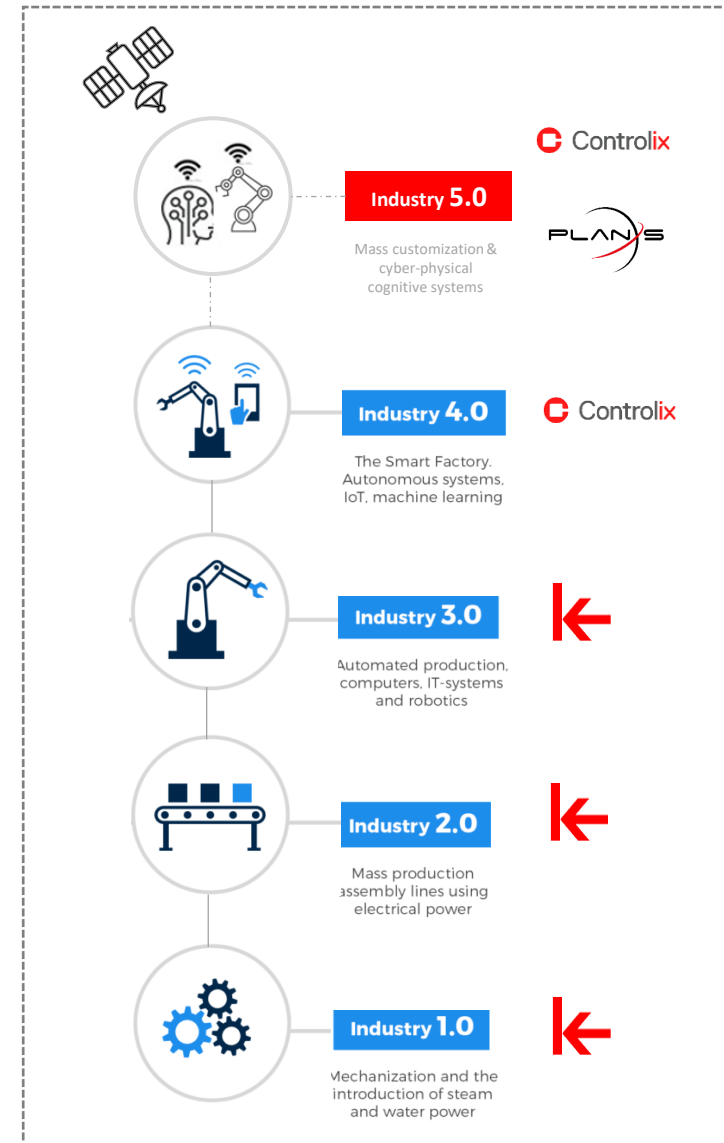 Controlix
Industry 5.0
PLANYS
Mass customization &
cyber-physical
cognitive systems
Industry 4.0
Controlix
The Smart Factory.
Autonomous systems,
IoT, machine learning
Industry 3.0
Automated production,
computers, IT-systems
and robotics
Industry 2.0
Mass production
assembly lines using
electrical power
Industry 1.0
Mechanization and the
introduction of steam
and water power